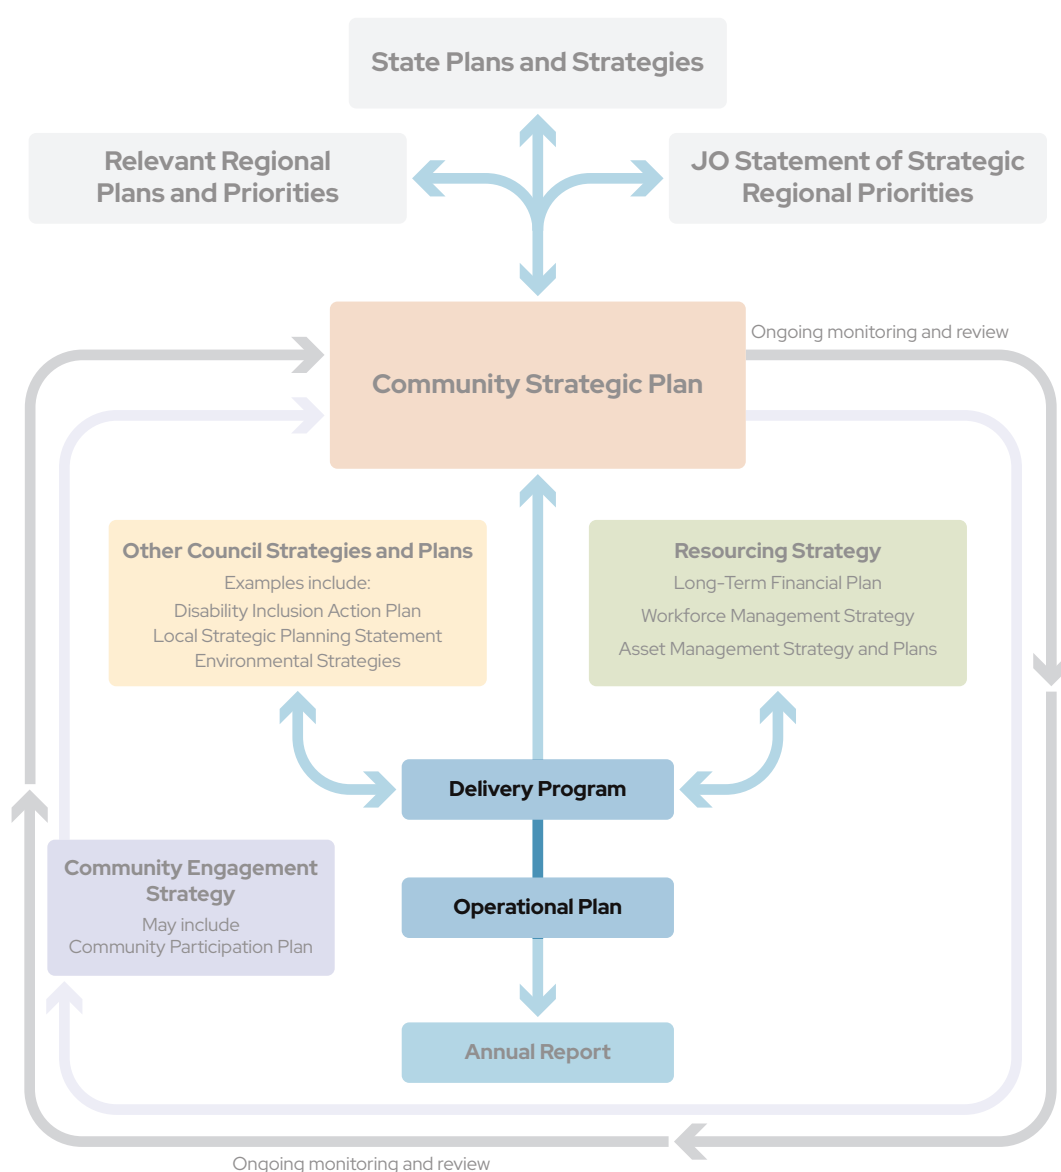 State Plans and Strategies
Relevant Regional
Plans and Priorities
JO Statement of Strategic
Regional Priorities
Ongoing monitoring and review
Community Strategic Plan
Other Council Strategies and Plans
Examples include:
Disability Inclusion Action Plan
Local Strategic Planning Statement
Environmental Strategies
Resourcing Strategy
Long-Term Financial Plan
Workforce Management Strategy
Asset Management Strategy and Plans
Delivery Program
Community Engagement
Strategy
May include
Community Participation Plan
Operational Plan
Annual Report
Ongoing monitoring and review